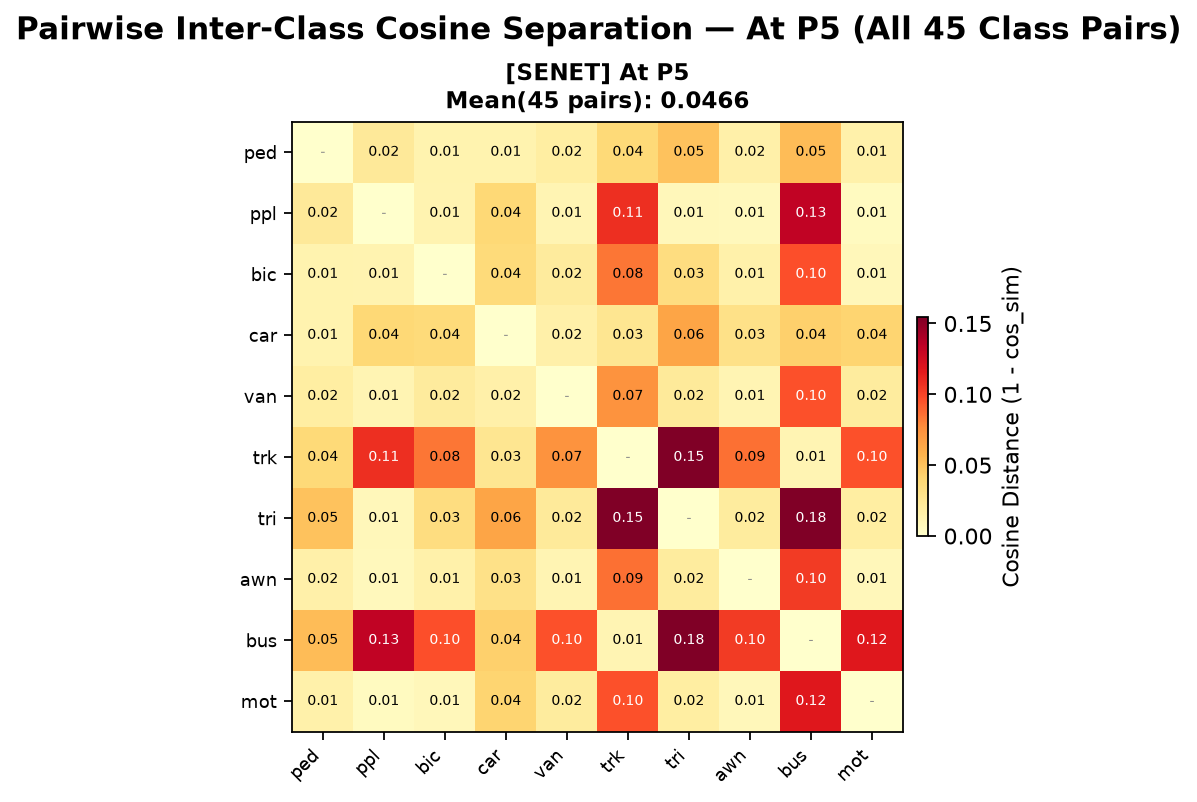 Pairwise Inter-Class Cosine Separation — At P5 (All 45 Class Pairs)
[SENET] At P5
Mean(45 pairs): 0.0466
ped - 0.02 0.01 0.01 0.02 0.04 0.05 0.02 0.05 0.01
ppl 0.02 - 0.01 0.04 0.01 0.11 0.01 0.01 0.13 0.01
bic 0.01 0.01 - 0.04 0.02 0.08 0.03 0.01 0.10 0.01
car 0.01 0.04 0.04 - 0.02 0.03 0.06 0.03 0.04 0.04
van 0.02 0.01 0.02 0.02 - 0.07 0.02 0.01 0.10 0.02
trk 0.04 0.11 0.08 0.03 0.07 - 0.15 0.09 0.01 0.10
tri 0.05 0.01 0.03 0.06 0.02 0.15 - 0.02 0.18 0.02
awn 0.02 0.01 0.01 0.03 0.01 0.09 0.02 - 0.10 0.01
bus 0.05 0.13 0.10 0.04 0.10 0.01 0.18 0.10 - 0.12
mot 0.01 0.01 0.01 0.04 0.02 0.10 0.02 0.01 0.12 -
ped ppl bic car van trk tri awn bus mot
0.15
0.10
0.05
0.00
Cosine Distance (1 - cos_sim)